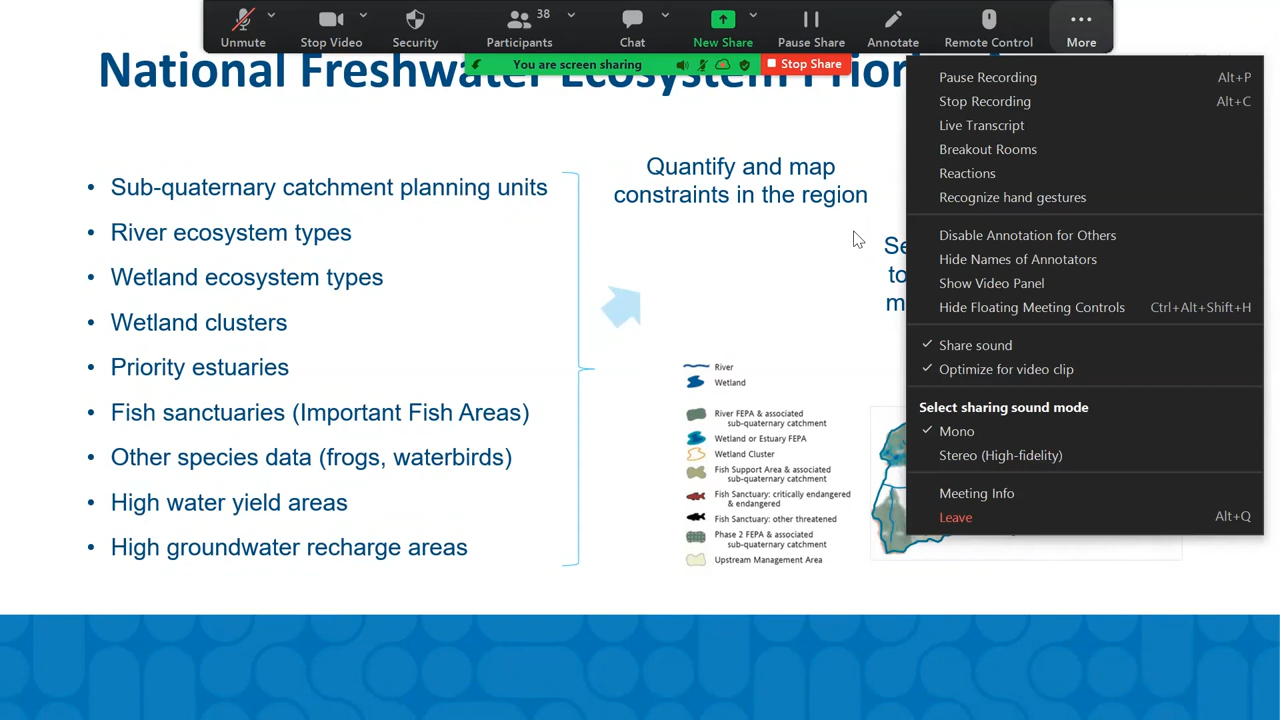 Unmute
Stop Video
Security
Participants
38
Chat
New Share
Pause Share
Annotate
Remote Control
More
You are screen sharing
Stop Share
National Freshwater Ecosystem
Pause Recording Alt+P
Stop Recording Alt+C
Live Transcript
Breakout Rooms
Reactions
Recognize hand gestures
Disable Annotation for Others
Hide Names of Annotators
Show Video Panel
Hide Floating Meeting Controls Ctrl+Alt+Shift+H
Share sound
Optimize for video clip
Select sharing sound mode
Mono
Stereo (High-fidelity)
Meeting Info
Leave Alt+Q
• Sub-quaternary catchment planning units
• River ecosystem types
• Wetland ecosystem types
• Wetland clusters
• Priority estuaries
• Fish sanctuaries (Important Fish Areas)
• Other species data (frogs, waterbirds)
• High water yield areas
• High groundwater recharge areas
Quantify and map
constraints in the region
River
Wetland
River FEPA & associated
sub-quaternary catchment
Wetland or Estuary FEPA
Wetland Cluster
Fish Support Area & associated
sub-quaternary catchment
Fish Sanctuary: critically endangered
& endangered
Fish Sanctuary: other threatened
Phase 2 FEPA & associated
sub-quaternary catchment
Upstream Management Area